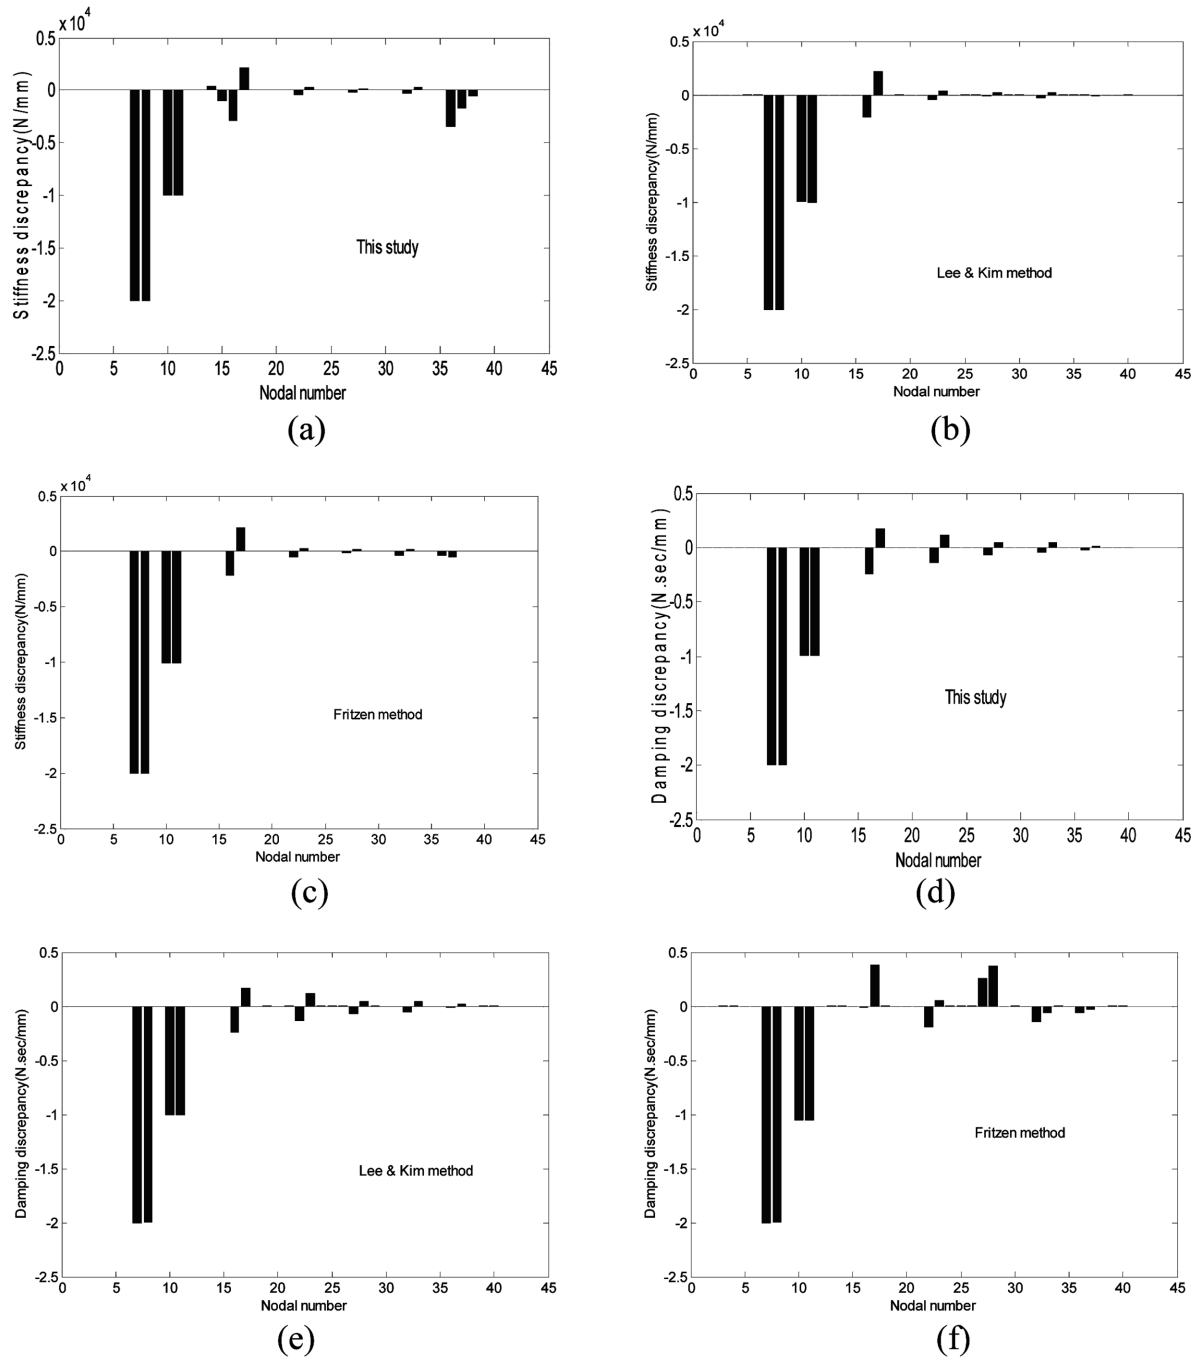 ×10⁴
0.5
0
-0.5
-1
-1.5
-2
-2.5
Stiffness discrepancy(N/mm)
This study
0 5 10 15 20 25 30 35 40 45
Nodal number
(a)
×10⁴
0.5
0
-0.5
-1
-1.5
-2
-2.5
Stiffness discrepancy(N/mm)
Lee & Kim method
0 5 10 15 20 25 30 35 40 45
Nodal number
(b)
×10⁴
0.5
0
-0.5
-1
-1.5
-2
-2.5
Stiffness discrepancy(N/mm)
Fritzen method
0 5 10 15 20 25 30 35 40 45
Nodal number
(c)
0.5
0
-0.5
-1
-1.5
-2
-2.5
Damping discrepancy(N.sec/mm)
This study
0 5 10 15 20 25 30 35 40 45
Nodal number
(d)
0.5
0
-0.5
-1
-1.5
-2
-2.5
Damping discrepancy(N.sec/mm)
Lee & Kim method
0 5 10 15 20 25 30 35 40 45
Nodal number
(e)
0.5
0
-0.5
-1
-1.5
-2
-2.5
Damping discrepancy(N.sec/mm)
Fritzen method
0 5 10 15 20 25 30 35 40 45
Nodal number
(f)